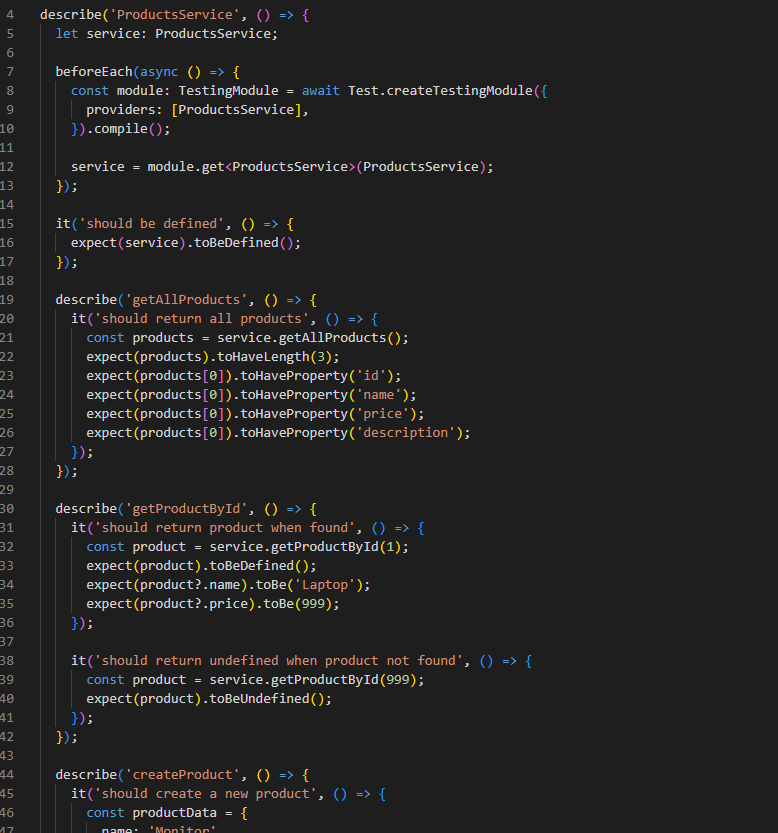 4 describe('ProductsService', () => {
5   let service: ProductsService;
6
7   beforeEach(async () => {
8     const module: TestingModule = await Test.createTestingModule({
9       providers: [ProductsService],
10     }).compile();
11
12     service = module.get<ProductsService>(ProductsService);
13   });
14
15   it('should be defined', () => {
16     expect(service).toBeDefined();
17   });
18
19   describe('getAllProducts', () => {
20     it('should return all products', () => {
21       const products = service.getAllProducts();
22       expect(products).toHaveLength(3);
23       expect(products[0]).toHaveProperty('id');
24       expect(products[0]).toHaveProperty('name');
25       expect(products[0]).toHaveProperty('price');
26       expect(products[0]).toHaveProperty('description');
27     });
28   });
29
30   describe('getProductById', () => {
31     it('should return product when found', () => {
32       const product = service.getProductById(1);
33       expect(product).toBeDefined();
34       expect(product?.name).toBe('Laptop');
35       expect(product?.price).toBe(999);
36     });
37
38     it('should return undefined when product not found', () => {
39       const product = service.getProductById(999);
40       expect(product).toBeUndefined();
41     });
42   });
43
44   describe('createProduct', () => {
45     it('should create a new product', () => {
46       const productData = {
47         name: 'Monitor'